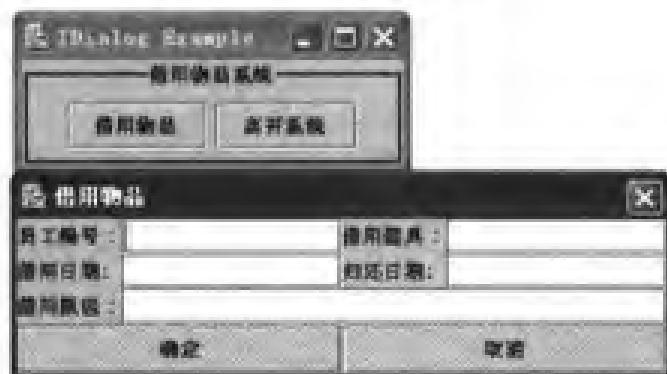 JDialog Example
借用物品系统
借用物品 离开系统
借用物品
员工编号： 借用器具：
借用日期： 归还日期：
借用原因：
确定 取消